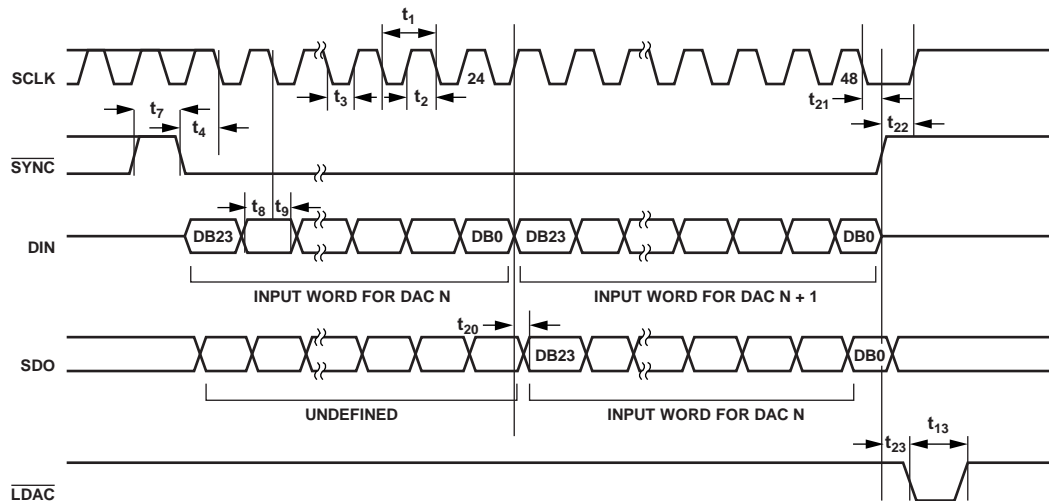 t1
SCLK
24
48
t3
t2
t21
t7
t4
t22
SYNC
t8
t9
DIN
DB23
DB0
DB23
DB0
INPUT WORD FOR DAC N
INPUT WORD FOR DAC N + 1
t20
SDO
DB23
DB0
UNDEFINED
INPUT WORD FOR DAC N
t23
t13
LDAC